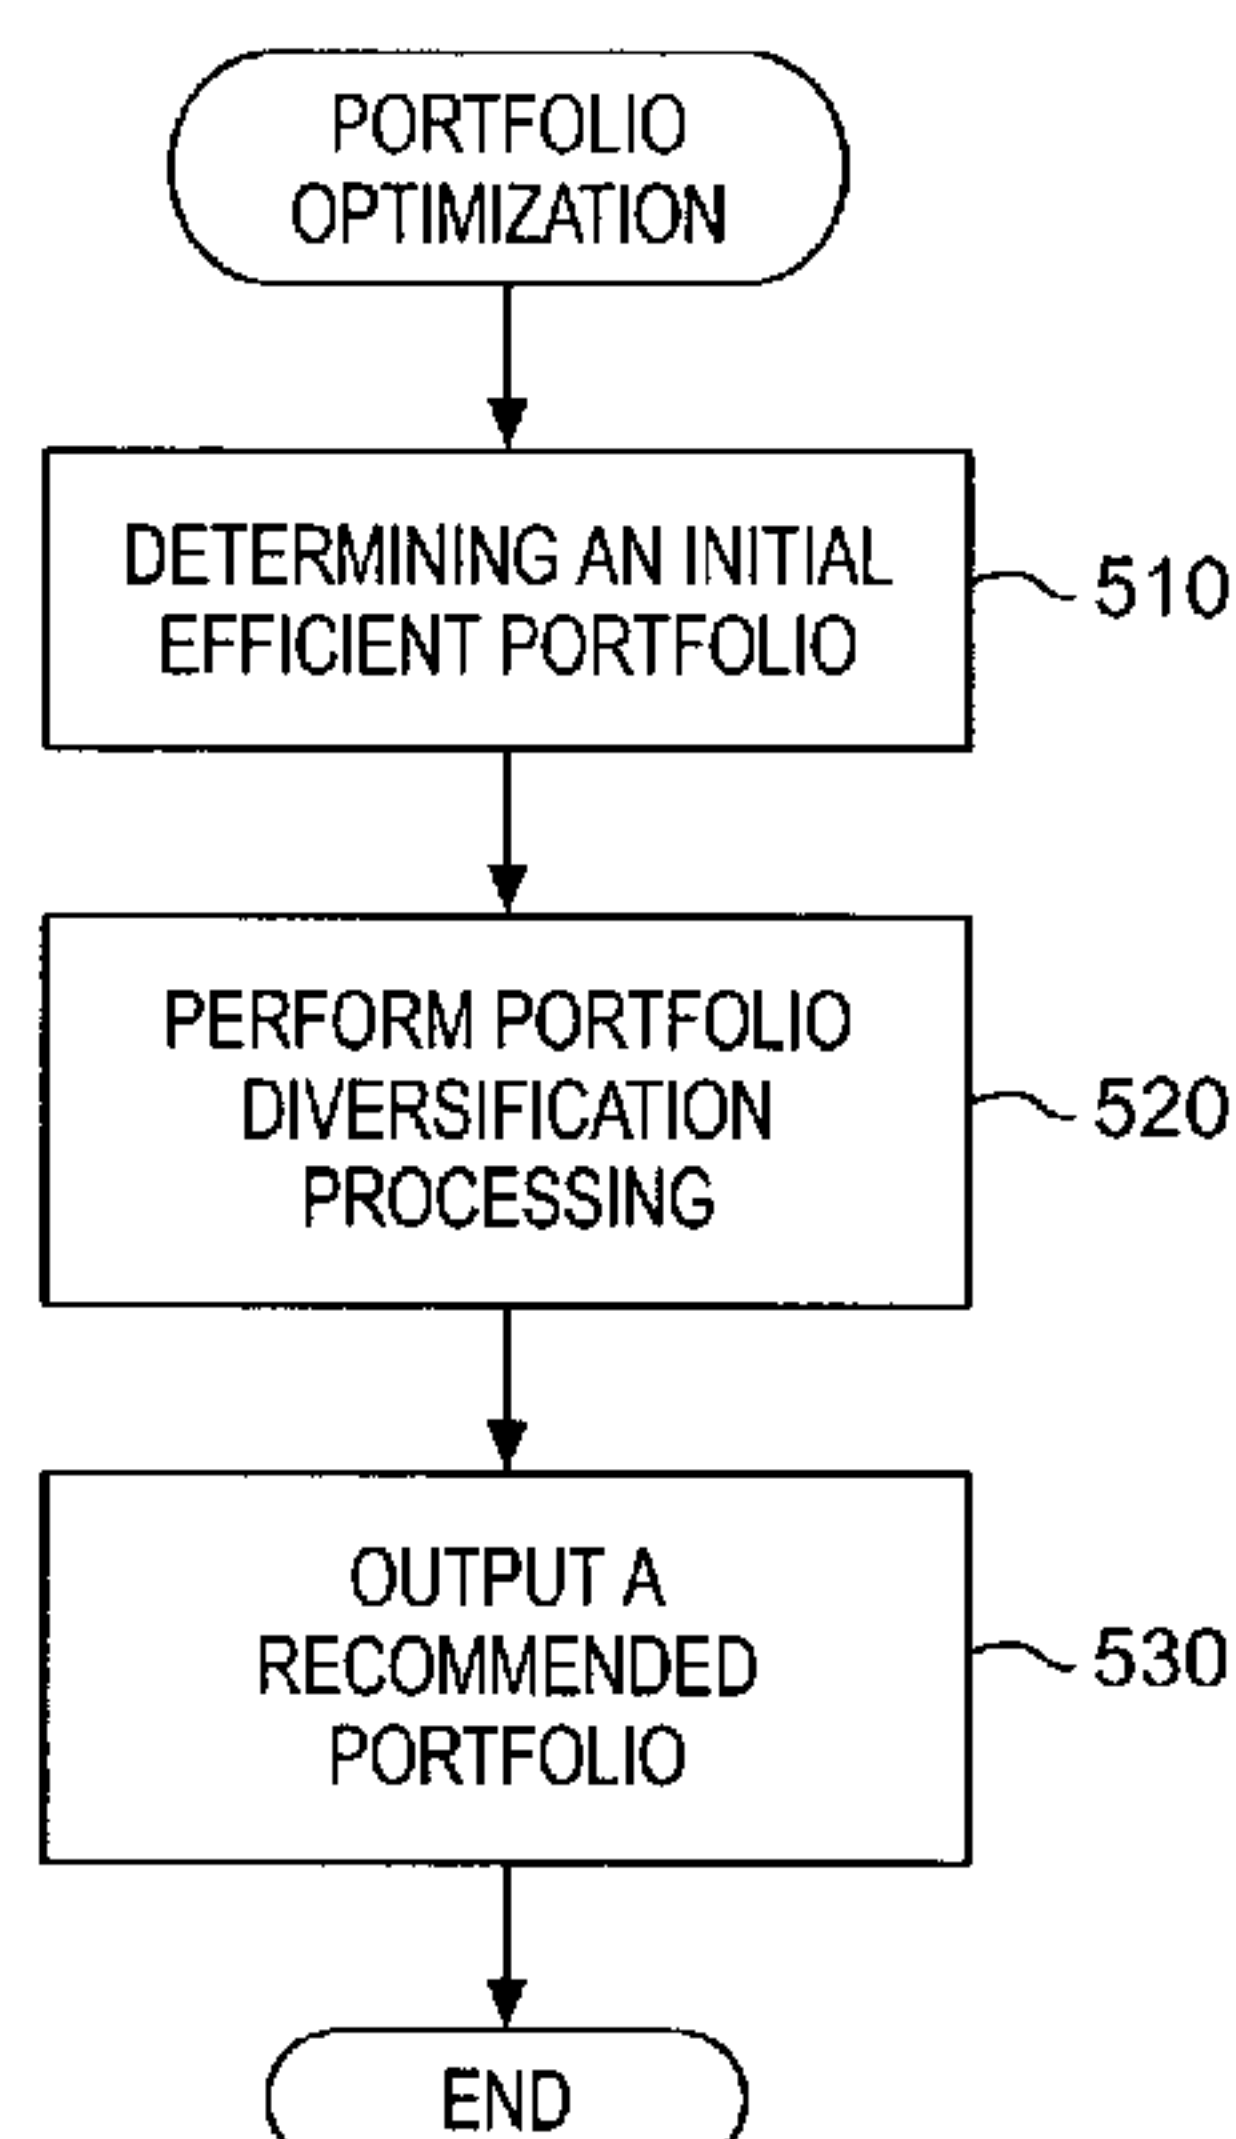 PORTFOLIO
OPTIMIZATION
DETERMINING AN INITIAL
EFFICIENT PORTFOLIO
510
PERFORM PORTFOLIO
DIVERSIFICATION
PROCESSING
520
OUTPUT A
RECOMMENDED
PORTFOLIO
530
END